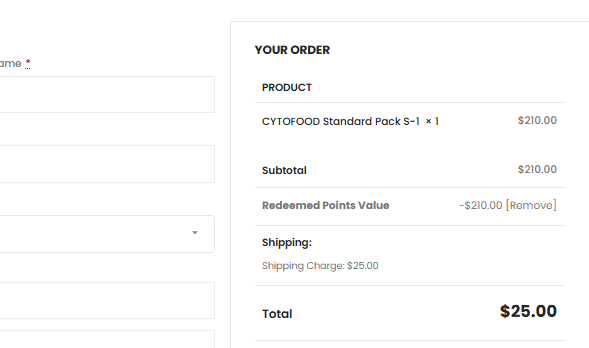 YOUR ORDER
ame *
PRODUCT
CYTOFOOD Standard Pack S-1 × 1 $210.00
Subtotal $210.00
Redeemed Points Value -$210.00 [Remove]
Shipping:
Shipping Charge: $25.00
Total $25.00